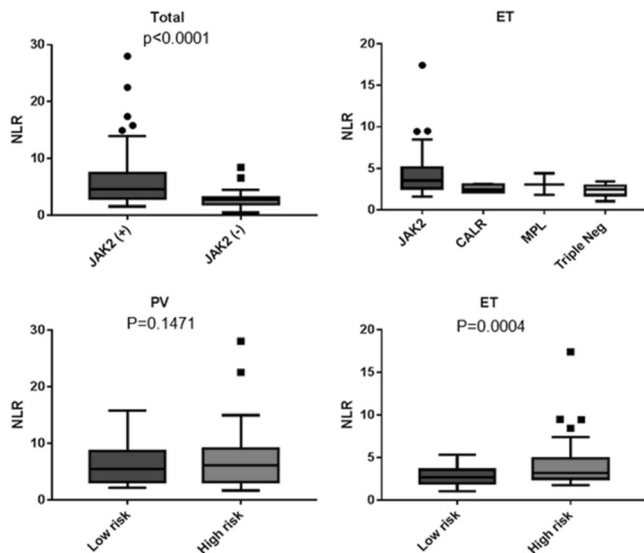 Total
p<0.0001
NLR
30
20
10
0
JAK2 (+)
JAK2 (-)
ET
NLR
20
15
10
5
0
JAK2
CALR
MPL
Triple Neg
PV
P=0.1471
NLR
30
20
10
0
Low risk
High risk
ET
P=0.0004
NLR
20
15
10
5
0
Low risk
High risk